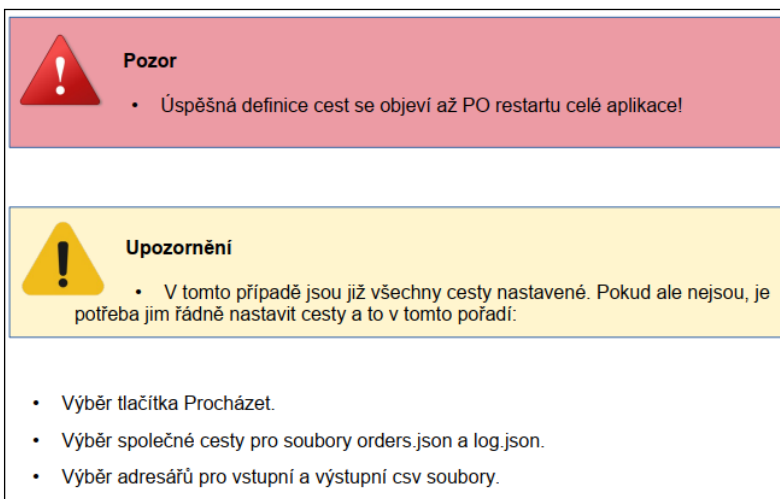 Pozor
• Úspěšná definice cest se objeví až PO restartu celé aplikace!
Upozornění
• V tomto případě jsou již všechny cesty nastavené. Pokud ale nejsou, je
potřeba jim řádně nastavit cesty a to v tomto pořadí:
• Výběr tlačítka Procházet.
• Výběr společné cesty pro soubory orders.json a log.json.
• Výběr adresářů pro vstupní a výstupní csv soubory.